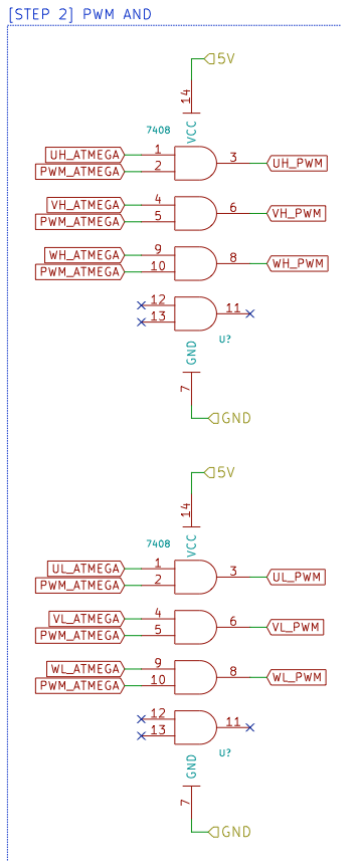 [STEP 2] PWM AND
5V
14
VCC
7408
UH_ATMEGA 1
PWM_ATMEGA 2
3 UH_PWM
VH_ATMEGA 4
PWM_ATMEGA 5
6 VH_PWM
WH_ATMEGA 9
PWM_ATMEGA 10
8 WH_PWM
12
13
11
U?
GND
7
GND
5V
14
VCC
7408
UL_ATMEGA 1
PWM_ATMEGA 2
3 UL_PWM
VL_ATMEGA 4
PWM_ATMEGA 5
6 VL_PWM
WL_ATMEGA 9
PWM_ATMEGA 10
8 WL_PWM
12
13
11
U?
GND
7
GND